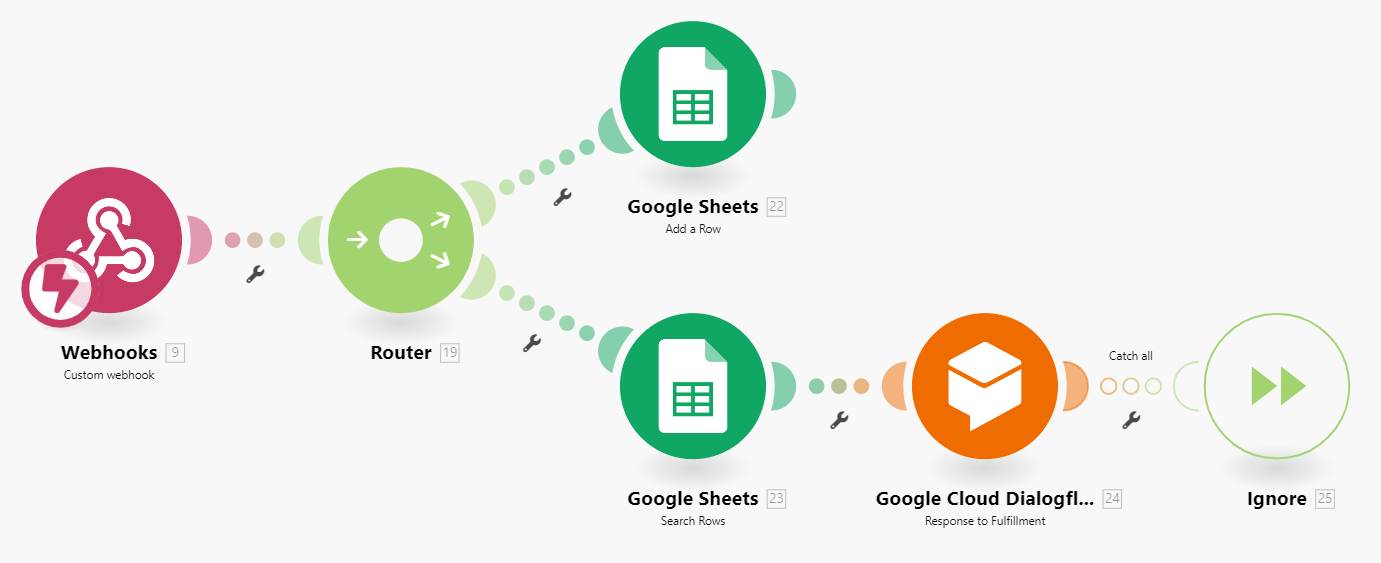 Google Sheets 22
Add a Row
Webhooks 9
Custom webhook
Router 19
Catch all
Google Sheets 23
Search Rows
Google Cloud Dialogfl... 24
Response to Fulfillment
Ignore 25